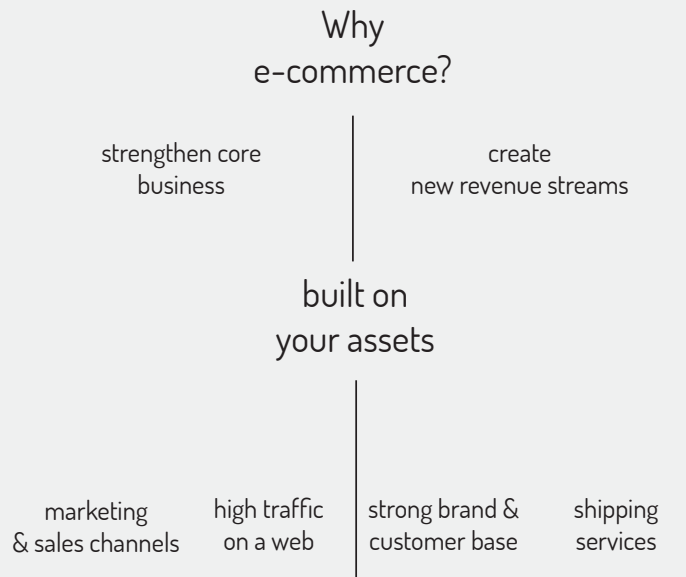 Why
e-commerce?
strengthen core
business
create
new revenue streams
built on
your assets
marketing
& sales channels
high traffic
on a web
strong brand &
customer base
shipping
services